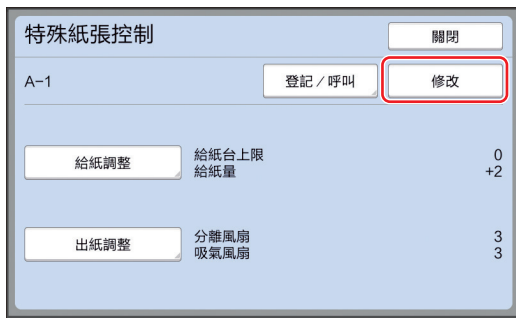 特殊紙張控制
關閉
A-1
登記／呼叫
修改
給紙調整
給紙台上限 0
給紙量 +2
出紙調整
分離風扇 3
吸氣風扇 3